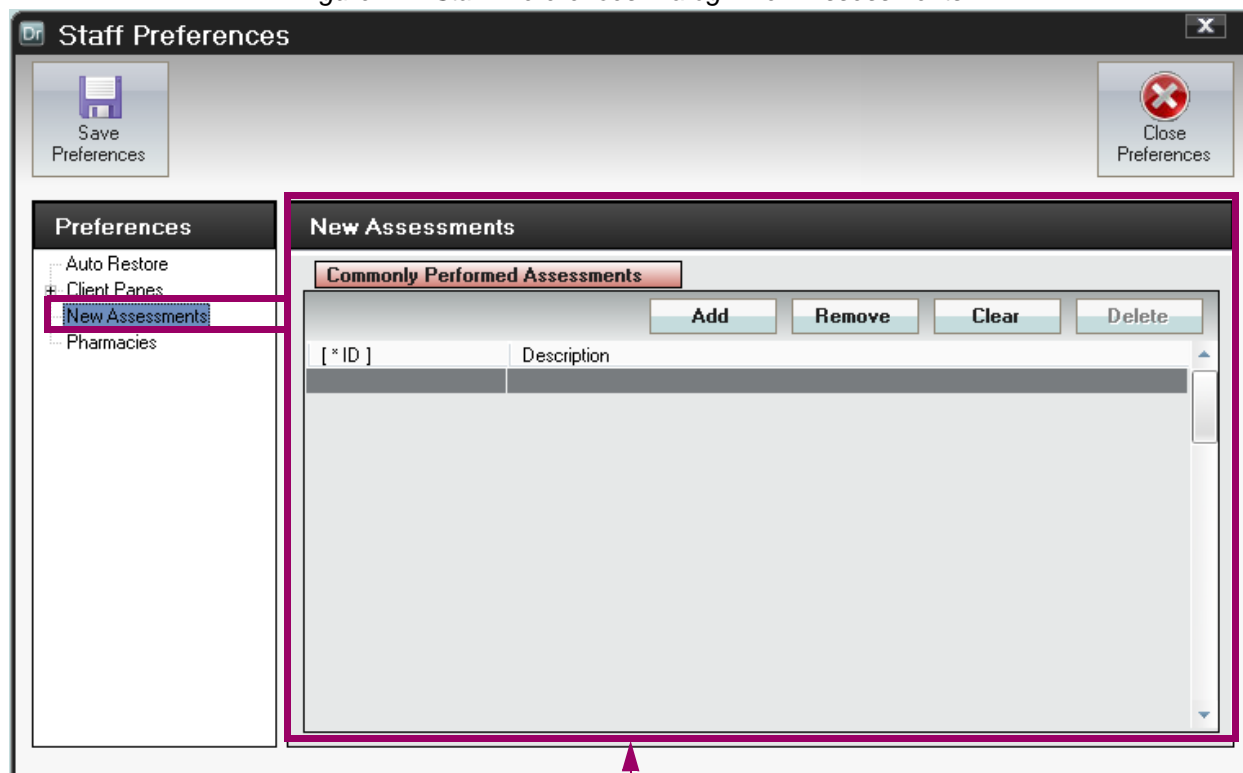 Dr Staff Preferences X
Save
Preferences
Close
Preferences
Preferences
Auto Restore
Client Panes
New Assessments
Pharmacies
New Assessments
Commonly Performed Assessments
Add Remove Clear Delete
[ * ID ] Description